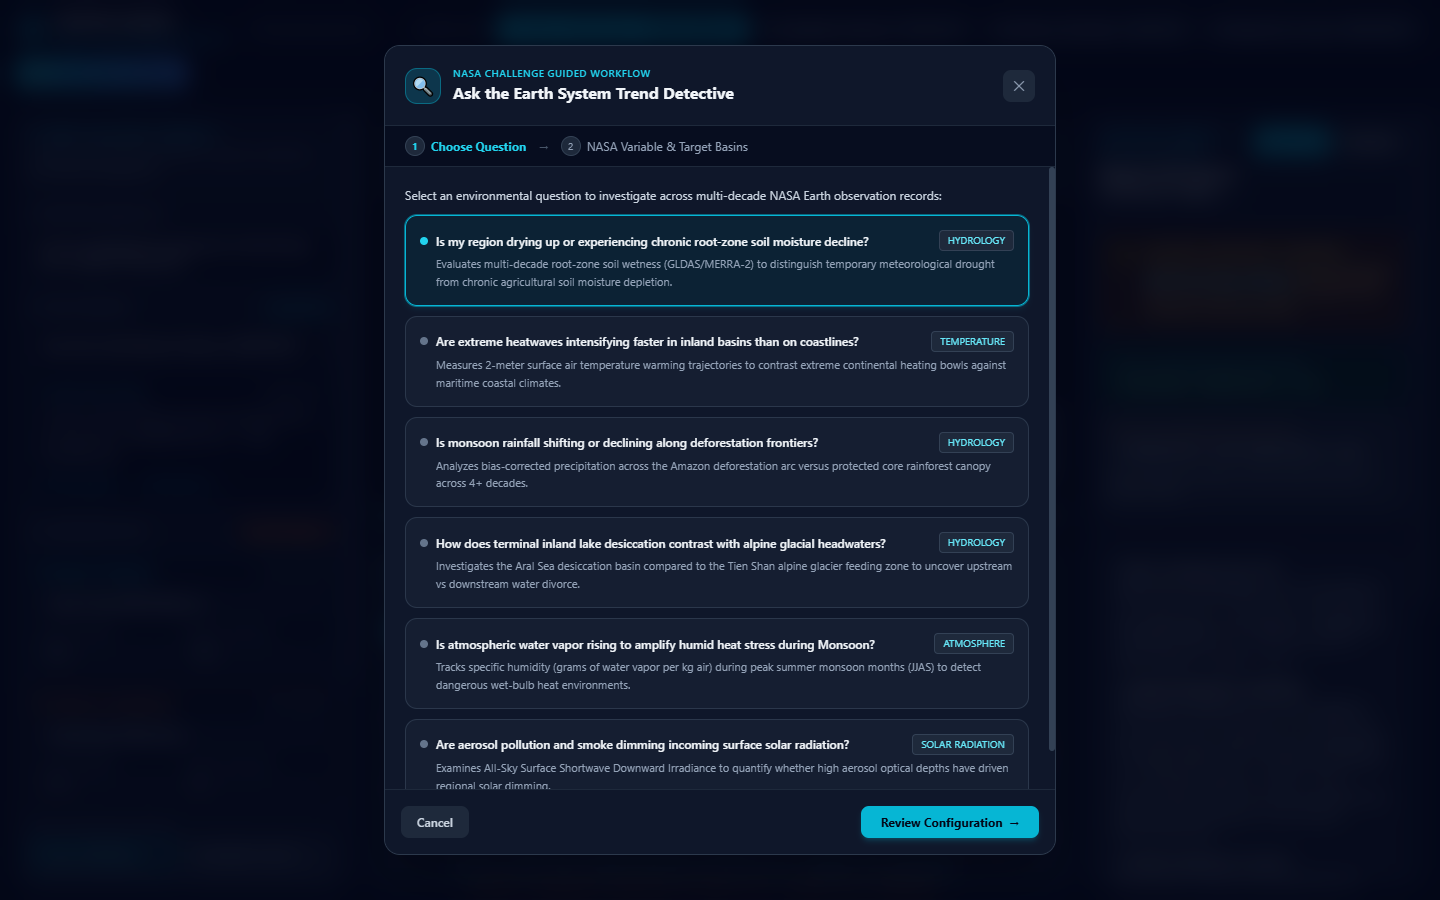 NASA CHALLENGE GUIDED WORKFLOW
Ask the Earth System Trend Detective
1 Choose Question → 2 NASA Variable & Target Basins
Select an environmental question to investigate across multi-decade NASA Earth observation records:
Is my region drying up or experiencing chronic root-zone soil moisture decline? HYDROLOGY
Evaluates multi-decade root-zone soil wetness (GLDAS/MERRA-2) to distinguish temporary meteorological drought
from chronic agricultural soil moisture depletion.
Are extreme heatwaves intensifying faster in inland basins than on coastlines? TEMPERATURE
Measures 2-meter surface air temperature warming trajectories to contrast extreme continental heating bowls against
maritime coastal climates.
Is monsoon rainfall shifting or declining along deforestation frontiers? HYDROLOGY
Analyzes bias-corrected precipitation across the Amazon deforestation arc versus protected core rainforest canopy
across 4+ decades.
How does terminal inland lake desiccation contrast with alpine glacial headwaters? HYDROLOGY
Investigates the Aral Sea desiccation basin compared to the Tien Shan alpine glacier feeding zone to uncover upstream
vs downstream water divorce.
Is atmospheric water vapor rising to amplify humid heat stress during Monsoon? ATMOSPHERE
Tracks specific humidity (grams of water vapor per kg air) during peak summer monsoon months (JJAS) to detect
dangerous wet-bulb heat environments.
Are aerosol pollution and smoke dimming incoming surface solar radiation? SOLAR RADIATION
Examines All-Sky Surface Shortwave Downward Irradiance to quantify whether high aerosol optical depths have driven
regional solar dimming.
Cancel
Review Configuration →